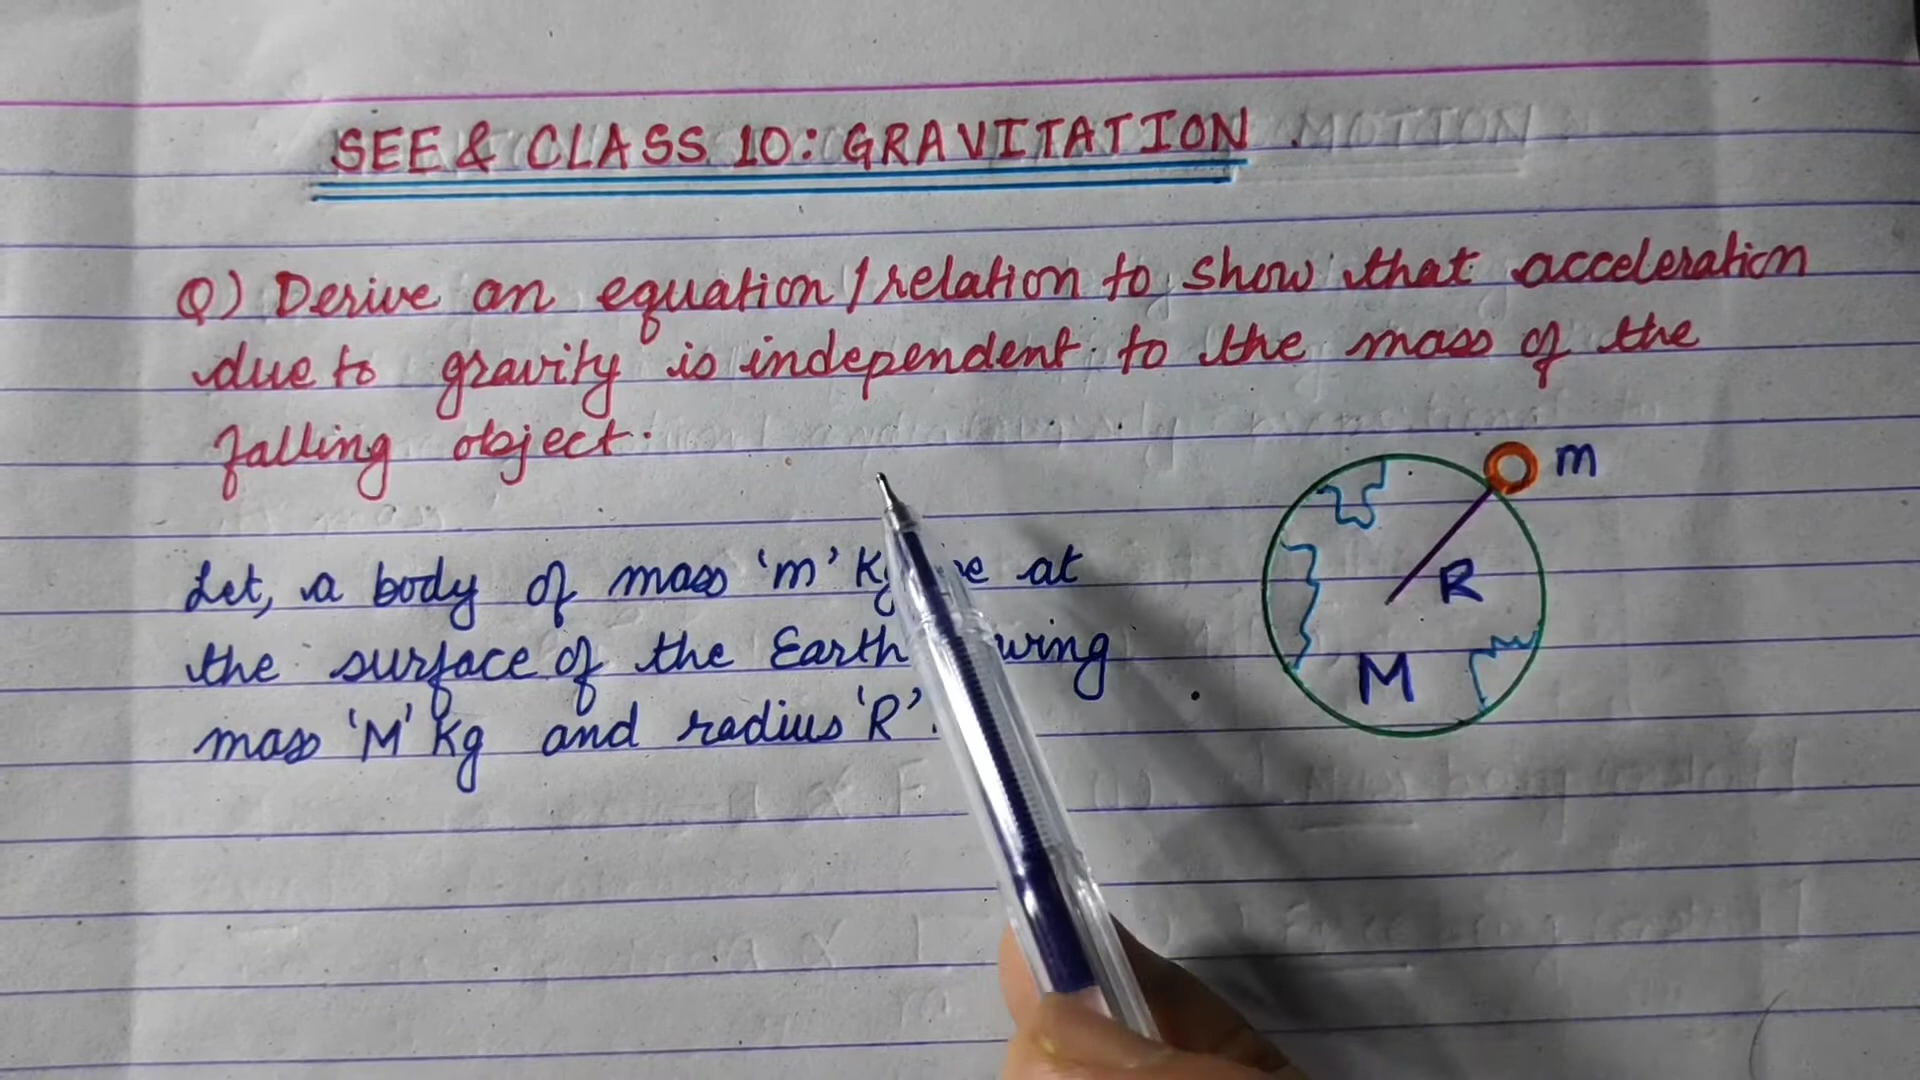 SEE & CLASS 10: GRAVITATION.
MOTION
Q) Derive an equation / relation to show that acceleration
due to gravity is independent to the mass of the
falling object.
m
Let, a body of mass 'm' at
R
the surface of the Earth
M
mass 'M' Kg and radius 'R'.